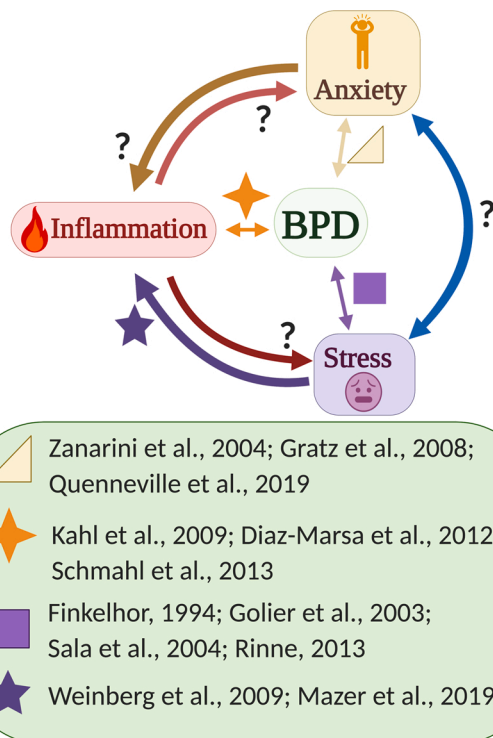 Anxiety
?
?
?
Inflammation
BPD
?
Stress
Zanarini et al., 2004; Gratz et al., 2008;
Quenneville et al., 2019
Kahl et al., 2009; Diaz-Marsa et al., 2012
Schmahl et al., 2013
Finkelhor, 1994; Golier et al., 2003;
Sala et al., 2004; Rinne, 2013
Weinberg et al., 2009; Mazer et al., 2019